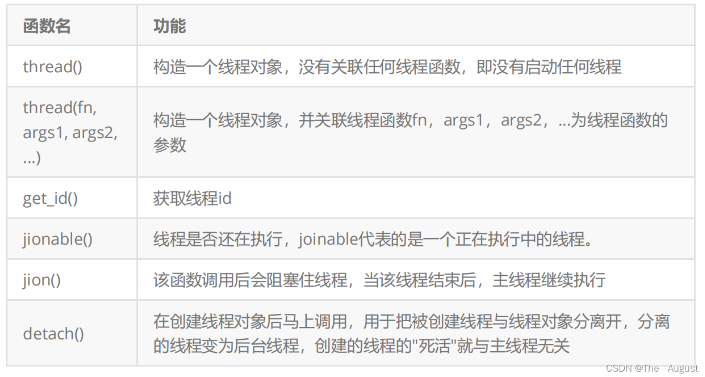 函数名 功能
thread() 构造一个线程对象，没有关联任何线程函数，即没有启动任何线程
thread(fn,
args1, args2,
...)
构造一个线程对象，并关联线程函数fn，args1，args2，...为线程函数的
参数
get_id() 获取线程id
jionable() 线程是否还在执行，joinable代表的是一个正在执行中的线程。
jion() 该函数调用后会阻塞住线程，当该线程结束后，主线程继续执行
detach()
在创建线程对象后马上调用，用于把被创建线程与线程对象分离开，分离
的线程变为后台线程，创建的线程的"死活"就与主线程无关
CSDN @The August